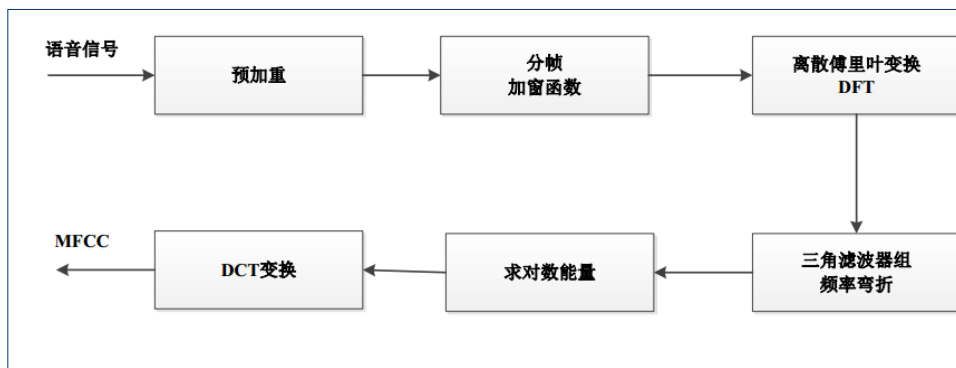 语音信号
预加重
分帧
加窗函数
离散傅里叶变换
DFT
三角滤波器组
频率弯折
求对数能量
DCT变换
MFCC